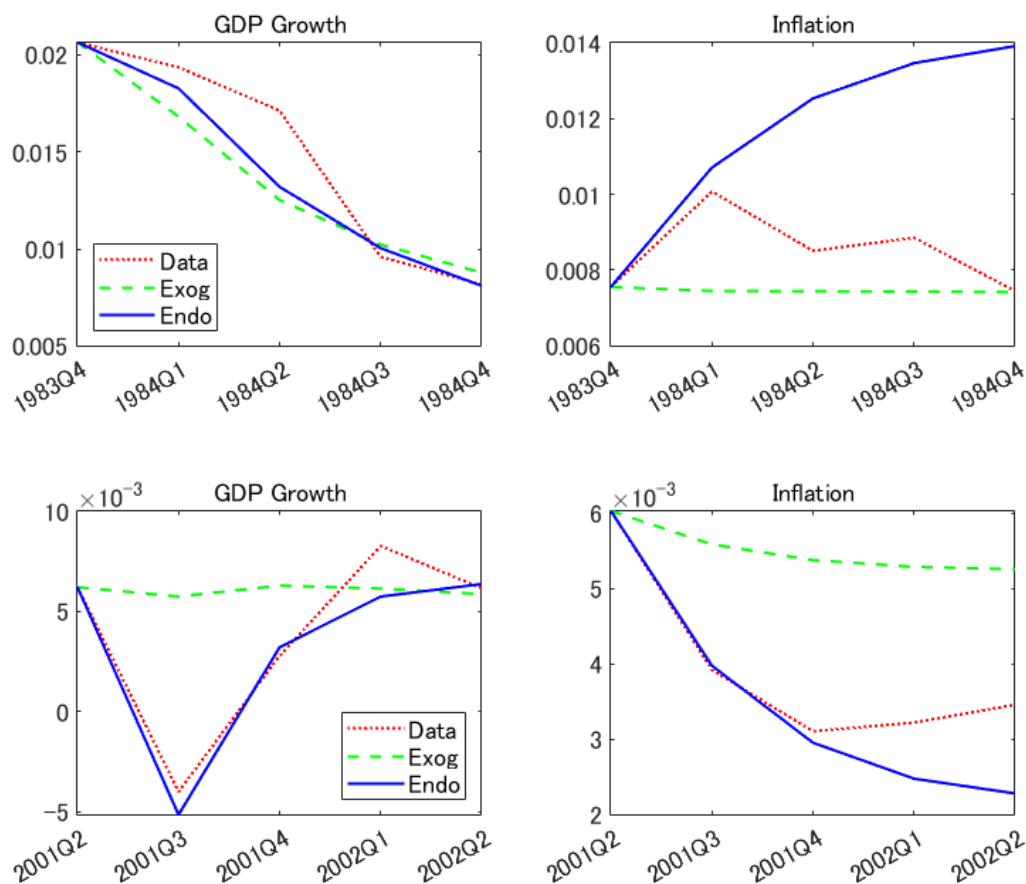 GDP Growth
0.02
0.015
0.01
0.005
Data
Exog
Endo
1983Q4
1984Q1
1984Q2
1984Q3
1984Q4
Inflation
0.014
0.012
0.01
0.008
0.006
1983Q4
1984Q1
1984Q2
1984Q3
1984Q4
GDP Growth
×10⁻³
10
5
0
-5
Data
Exog
Endo
2001Q2
2001Q3
2001Q4
2002Q1
2002Q2
Inflation
×10⁻³
6
5
4
3
2
2001Q2
2001Q3
2001Q4
2002Q1
2002Q2